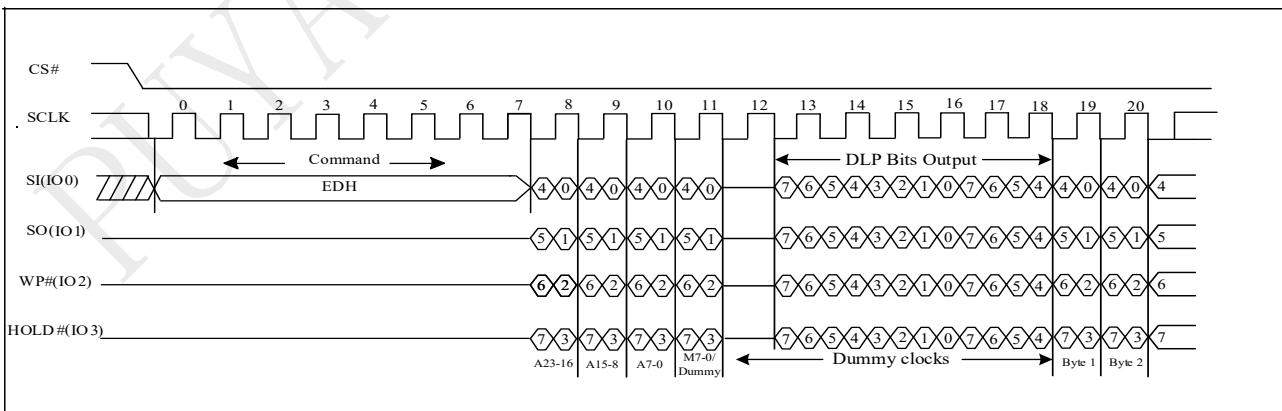 PUYA
CS#
0 1 2 3 4 5 6 7 8 9 10 11 12 13 14 15 16 17 18 19 20
SCLK
Command
DLP Bits Output
SI(IO0)
EDH
4 0 4 0 4 0 4 0 7 6 5 4 3 2 1 0 7 6 5 4 4 0 4 0 4
SO(IO1)
5 1 5 1 5 1 5 1 7 6 5 4 3 2 1 0 7 6 5 4 5 1 5 1 5
WP#(IO2)
6 2 6 2 6 2 6 2 7 6 5 4 3 2 1 0 7 6 5 4 6 2 6 2 6
HOLD#(IO3)
7 3 7 3 7 3 7 3 7 6 5 4 3 2 1 0 7 6 5 4 7 3 7 3 7
A23-16 A15-8 A7-0 M7-0/
Dummy
Dummy clocks
Byte 1 Byte 2